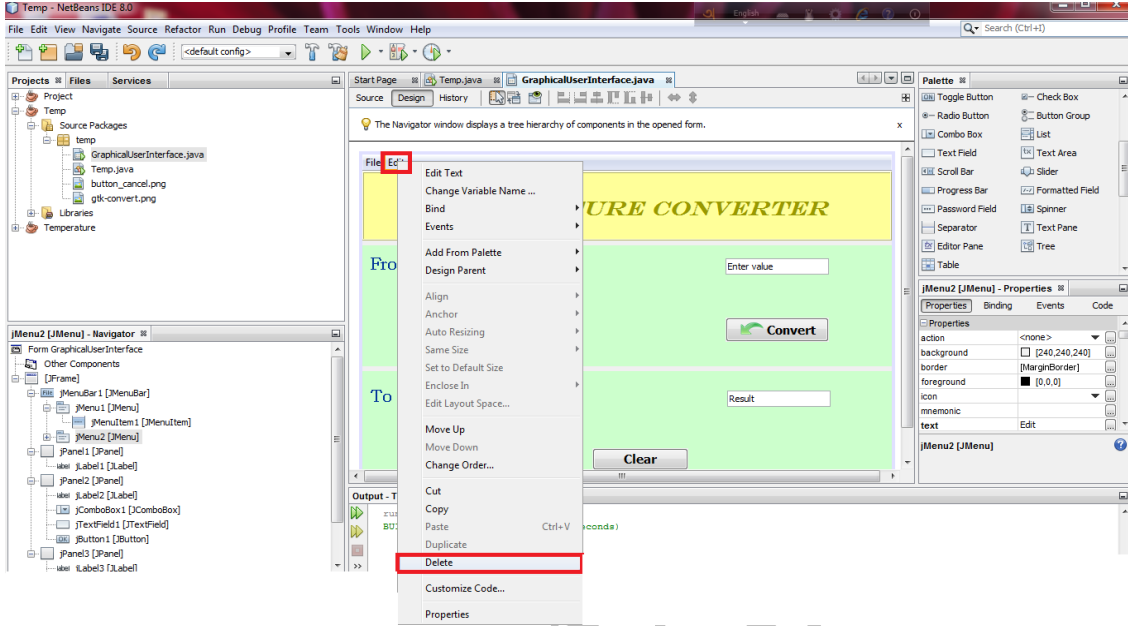 Temp - NetBeans IDE 8.0
English
File Edit View Navigate Source Refactor Run Debug Profile Team Tools Window Help
Search (Ctrl+I)
<default config>
Projects Files Services
Project
Temp
Source Packages
temp
GraphicalUserInterface.java
Temp.java
button_cancel.png
gtk-convert.png
Libraries
Temperature
jMenu2 [JMenu] - Navigator
Form GraphicalUserInterface
Other Components
[JFrame]
jMenuBar1 [JMenuBar]
jMenu1 [JMenu]
jMenuItem1 [JMenuItem]
jMenu2 [JMenu]
jPanel1 [JPanel]
jLabel1 [JLabel]
jPanel2 [JPanel]
jLabel2 [JLabel]
jComboBox1 [JComboBox]
jTextField1 [JTextField]
jButton1 [JButton]
jPanel3 [JPanel]
jLabel3 [JLabel]
Start Page Temp.java GraphicalUserInterface.java
Source Design History
The Navigator window displays a tree hierarchy of components in the opened form.
x
File Edit
URE CONVERTER
Fro
Enter value
Convert
To
Result
Clear
Edit Text
Change Variable Name ...
Bind
Events
Add From Palette
Design Parent
Align
Anchor
Auto Resizing
Same Size
Set to Default Size
Enclose In
Edit Layout Space...
Move Up
Move Down
Change Order...
Cut
Copy
Paste Ctrl+V
Duplicate
Delete
Customize Code...
Properties
Output - T
ru
BU
econds)
Palette
Toggle Button Check Box
Radio Button Button Group
Combo Box List
Text Field Text Area
Scroll Bar Slider
Progress Bar Formatted Field
Password Field Spinner
Separator Text Pane
Editor Pane Tree
Table
jMenu2 [JMenu] - Properties
Properties Binding Events Code
Properties
action <none>
background [240,240,240]
border [MarginBorder]
foreground [0,0,0]
icon
mnemonic
text Edit
jMenu2 [JMenu]